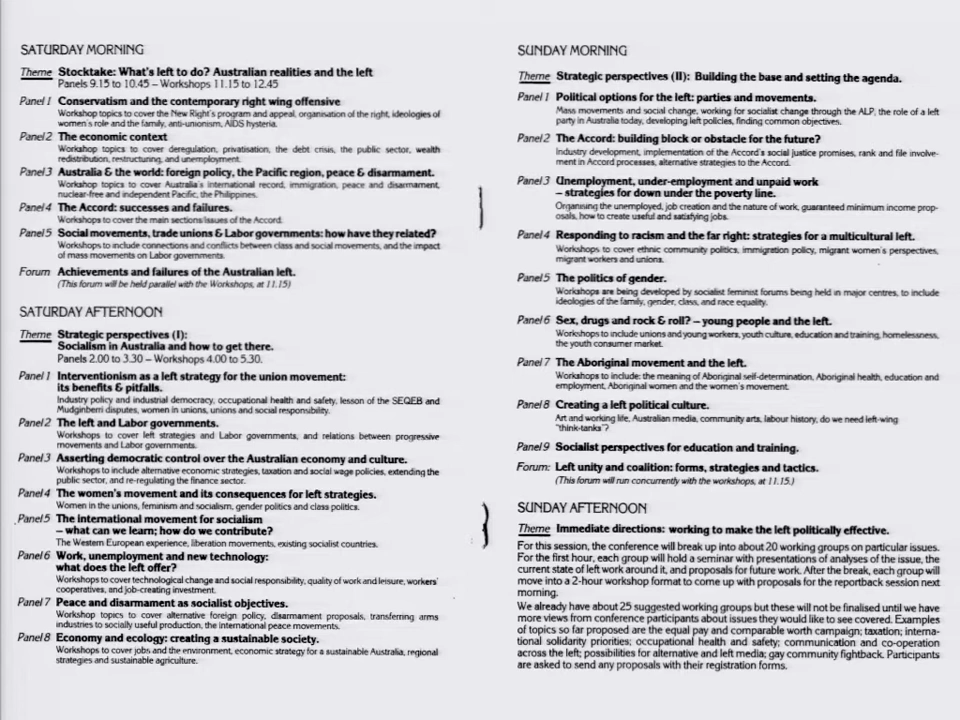 SATURDAY MORNING
Theme Stocktake: What's left to do? Australian realities and the left
Panels 9.15 to 10.45 – Workshops 11.15 to 12.45
Panel 1 Conservatism and the contemporary right wing offensive
Workshop topics to cover the New Right's program and appeal, organisation of the right, ideologies of
women's role and the family, anti-unionism, AIDS hysteria.
Panel 2 The economic context
Workshop topics to cover deregulation, privatisation, the debt crisis, the public sector, wealth
redistribution, restructuring, and unemployment.
Panel 3 Australia & the world: foreign policy, the Pacific region, peace & disarmament.
Workshop topics to cover Australia's international record, immigration, peace and disarmament,
nuclear-free and independent Pacific, the Philippines.
Panel 4 The Accord: successes and failures.
Workshops to cover the main sections/issues of the Accord.
Panel 5 Social movements, trade unions & Labor governments: how have they related?
Workshops to include connections and conflicts between class and social movements, and the impact
of mass movements on Labor governments.
Forum Achievements and failures of the Australian left.
(This forum will be held parallel with the Workshops, at 11.15)
SATURDAY AFTERNOON
Theme Strategic perspectives (I):
Socialism in Australia and how to get there.
Panels 2.00 to 3.30 – Workshops 4.00 to 5.30.
Panel 1 Interventionism as a left strategy for the union movement:
its benefits & pitfalls.
Industry policy and industrial democracy, occupational health and safety, lesson of the SEQEB and
Mudginberri disputes, women in unions, unions and social responsibility.
Panel 2 The left and Labor governments.
Workshops to cover left strategies and Labor governments, and relations between progressive
movements and Labor governments.
Panel 3 Asserting democratic control over the Australian economy and culture.
Workshops to include alternative economic strategies, taxation and social wage policies, extending the
public sector, and re-regulating the finance sector.
Panel 4 The women's movement and its consequences for left strategies.
Women in the unions, feminism and socialism, gender politics and class politics.
Panel 5 The international movement for socialism
– what can we learn; how do we contribute?
The Western European experience, liberation movements, existing socialist countries.
Panel 6 Work, unemployment and new technology:
what does the left offer?
Workshops to cover technological change and social responsibility, quality of work and leisure, workers'
cooperatives, and job-creating investment.
Panel 7 Peace and disarmament as socialist objectives.
Workshop topics to cover alternative foreign policy, disarmament proposals, transferring arms
industries to socially useful production, the international peace movements.
Panel 8 Economy and ecology: creating a sustainable society.
Workshops to cover jobs and the environment, economic strategy for a sustainable Australia, regional
strategies and sustainable agriculture.
SUNDAY MORNING
Theme Strategic perspectives (II): Building the base and setting the agenda.
Panel 1 Political options for the left: parties and movements.
Mass movements and social change, working for socialist change through the ALP, the role of a left
party in Australia today, developing left policies, finding common objectives.
Panel 2 The Accord: building block or obstacle for the future?
Industry development, implementation of the Accord's social justice promises, rank and file involve-
ment in Accord processes, alternative strategies to the Accord.
Panel 3 Unemployment, under-employment and unpaid work
– strategies for down under the poverty line.
Organising the unemployed, job creation and the nature of work, guaranteed minimum income prop-
osals, how to create useful and satisfying jobs.
Panel 4 Responding to racism and the far right: strategies for a multicultural left.
Workshops to cover ethnic community politics, immigration policy, migrant women's perspectives,
migrant workers and unions.
Panel 5 The politics of gender.
Workshops are being developed by socialist feminist forums being held in major centres, to include
ideologies of the family, gender, class, and race equality.
Panel 6 Sex, drugs and rock & roll? – young people and the left.
Workshops to include unions and young workers, youth culture, education and training, homelessness,
the youth consumer market.
Panel 7 The Aboriginal movement and the left.
Workshops to include: the meaning of Aboriginal self-determination, Aboriginal health, education and
employment, Aboriginal women and the women's movement.
Panel 8 Creating a left political culture.
Art and working life, Australian media, community arts, labour history, do we need left-wing
"think-tanks"?
Panel 9 Socialist perspectives for education and training.
Forum: Left unity and coalition: forms, strategies and tactics.
(This forum will run concurrently with the workshops, at 11.15.)
SUNDAY AFTERNOON
Theme Immediate directions: working to make the left politically effective.
For this session, the conference will break up into about 20 working groups on particular issues.
For the first hour, each group will hold a seminar with presentations of analyses of the issue, the
current state of left work around it, and proposals for future work. After the break, each group will
move into a 2-hour workshop format to come up with proposals for the reportback session next
morning.
We already have about 25 suggested working groups but these will not be finalised until we have
more views from conference participants about issues they would like to see covered. Examples
of topics so far proposed are the equal pay and comparable worth campaign; taxation; interna-
tional solidarity priorities; occupational health and safety; communication and co-operation
across the left; possibilities for alternative and left media; gay community fightback. Participants
are asked to send any proposals with their registration forms.